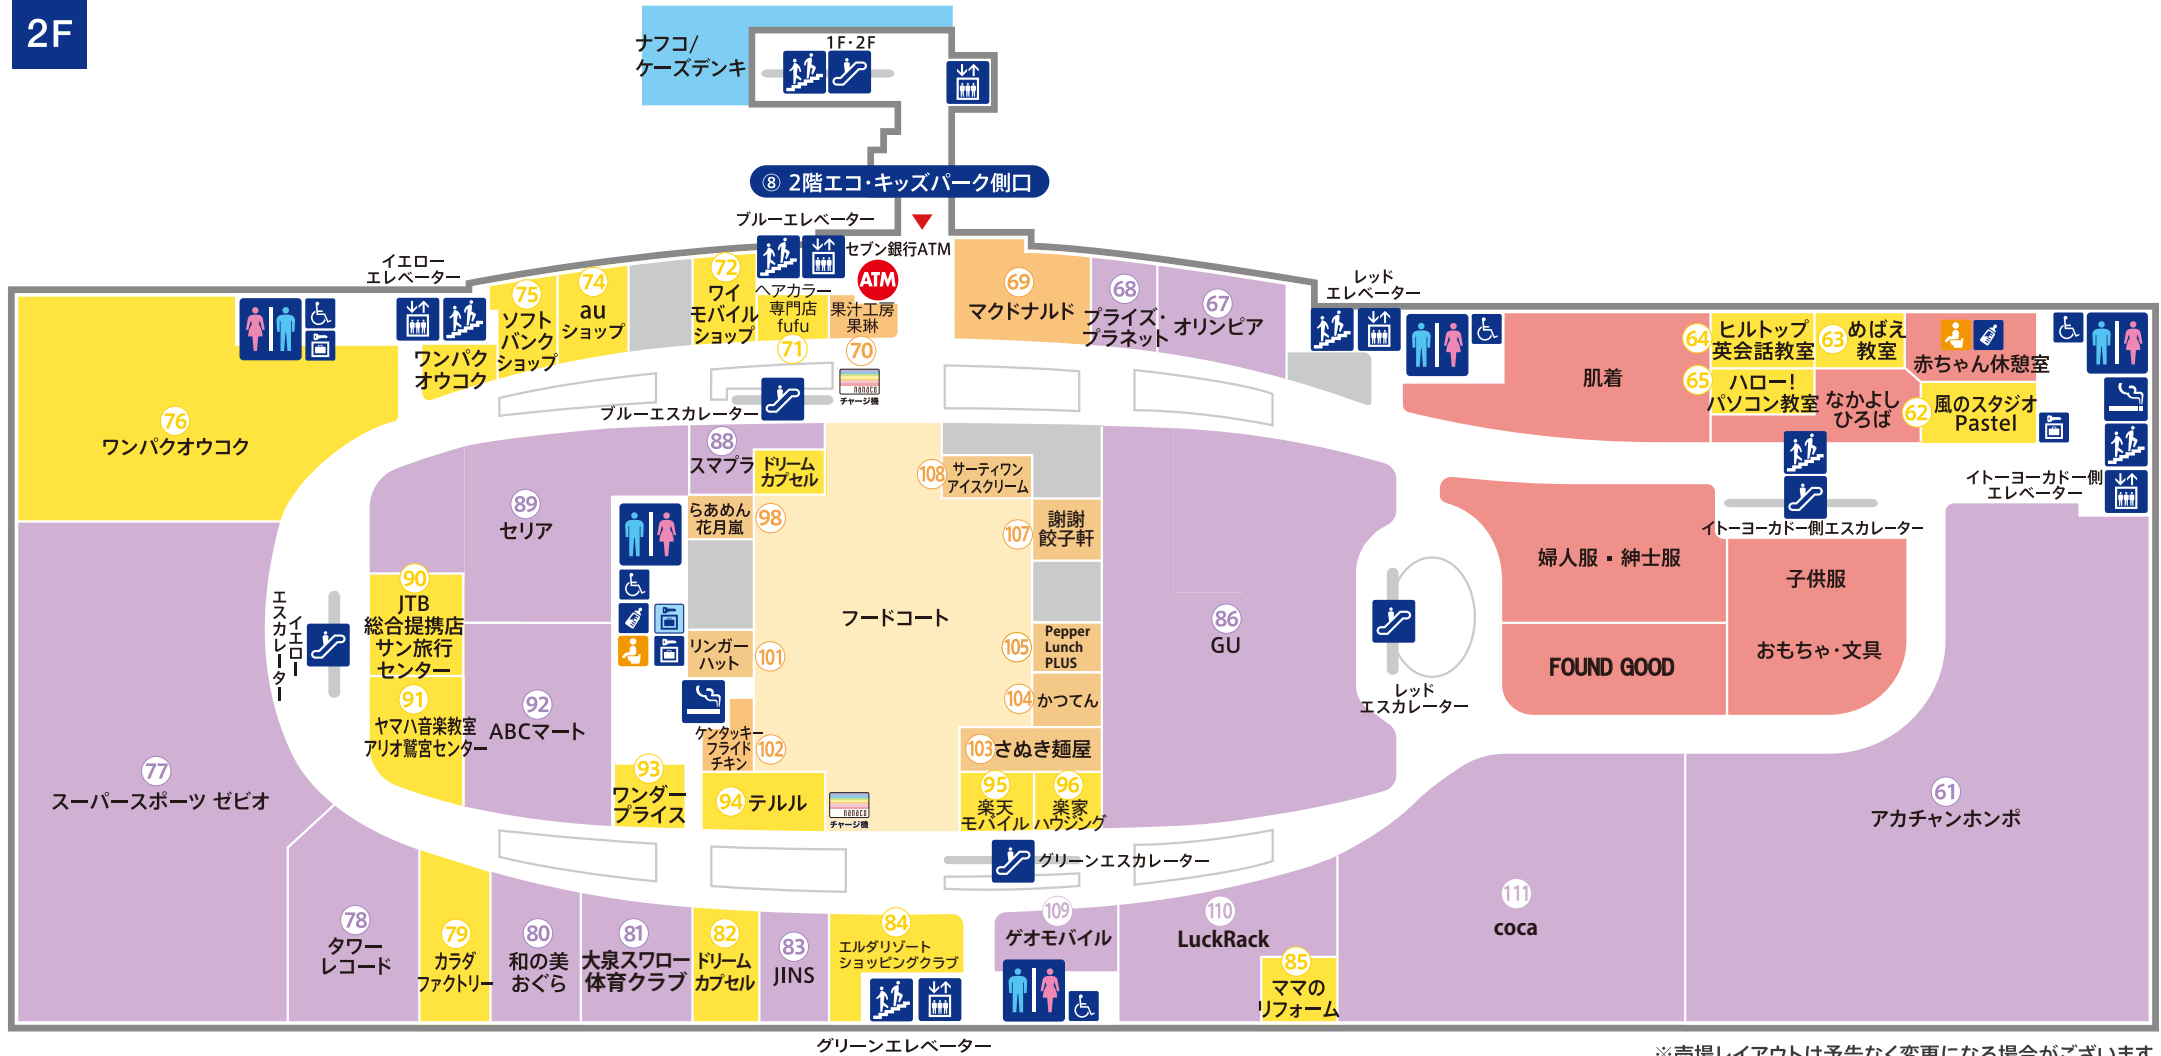 2F
ナフコ/
ケーズデンキ
1F・2F
⑧ 2階エコ・キッズパーク側口
ブルーエレベーター
セブン銀行ATM
ATM
イエロー
エレベーター
レッド
エレベーター
76
ワンパクオウコク
ワンパク
オウコク
75
ソフト
バンク
ショップ
74
au
ショップ
72
ワイ
モバイル
ショップ
ヘアカラー
専門店
fufu
71
果汁工房
果琳
70
nanaco
チャージ機
ブルーエスカレーター
69
マクドナルド
68
プライズ・
プラネット
67
オリンピア
肌着
64
ヒルトップ
英会話教室
63
めばえ
教室
赤ちゃん休憩室
65
ハロー!
パソコン教室
なかよし
ひろば
62
風のスタジオ
Pastel
イトーヨーカドー側
エレベーター
イトーヨーカドー側エスカレーター
88
スマプラ
ドリーム
カプセル
89
セリア
らあめん
花月嵐
98
108
サーティワン
アイスクリーム
107
謝謝
餃子軒
フードコート
86
GU
婦人服・紳士服
子供服
おもちゃ・文具
FOUND GOOD
イエロー
エスカレーター
90
JTB
総合提携店
サン旅行
センター
91
ヤマハ音楽教室
アリオ鷲宮センター
92
ABCマート
リンガー
ハット
101
105
Pepper
Lunch
PLUS
104
かつてん
ケンタッキー
フライド
チキン
102
103
さぬき麺屋
レッド
エスカレーター
93
ワンダー
プライス
94
テルル
nanaco
チャージ機
95
楽天
モバイル
96
楽家
ハウジング
77
スーパースポーツ ゼビオ
61
アカチャンホンポ
グリーンエスカレーター
78
タワー
レコード
79
カラダ
ファクトリー
80
和の美
おぐら
81
大泉スワロー
体育クラブ
82
ドリーム
カプセル
83
JINS
84
エルダリゾート
ショッピングクラブ
109
ゲオモバイル
110
LuckRack
85
ママの
リフォーム
111
coca
グリーンエレベーター
※売場レイアウトは予告なく変更になる場合がございます